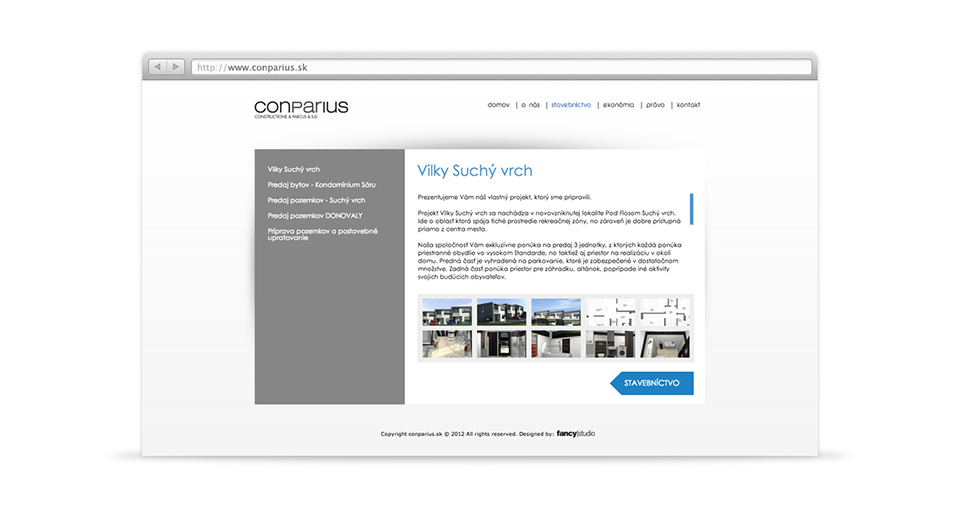 http://www.conparius.sk
conparius
CONSTRUCTIONE & PARCUS & IUS
domov | o nás | stovebníctvo | ekonómia | právo | kontakt
Vilky Suchý vrch
Predaj bytov - Kondomínium Sáru
Predaj pozemkov - Suchý vrch
Predaj pozemkov DONOVALY
Príprava pozemkov a postavebné
upratovanie
Vilky Suchý vrch
Prezentujeme Vám náš vlastný projekt, ktorý sme pripravili.
Projekt Vilky Suchý vrch sa nachádza v novovzniknutej lokalite Pod Rosom Suchý vrch.
Ide o oblasť ktorá spája tiché prostredie rekreačnej zóny, no zároveň je dobre prístupná
priamo z centra mesta.
Naša spoločnosť Vám exkluzívne ponúka na predaj 3 jednotky, z ktorých každá ponúka
priestranné obydlie vo vysokom štandarde, no taktiež aj priestor na realizáciu v okolí
domu. Predná časť je vyhradená na parkovanie, ktoré je zabezpečené v dostatočnom
množstve. Zadná časť ponúka priestor pre záhradku, altánok, poprípade iné aktivity
svojich budúcich obyvateľov.
STAVEBNÍCTVO
Copyright conparius.sk © 2012 All rights reserved. Designed by: fancy|studio